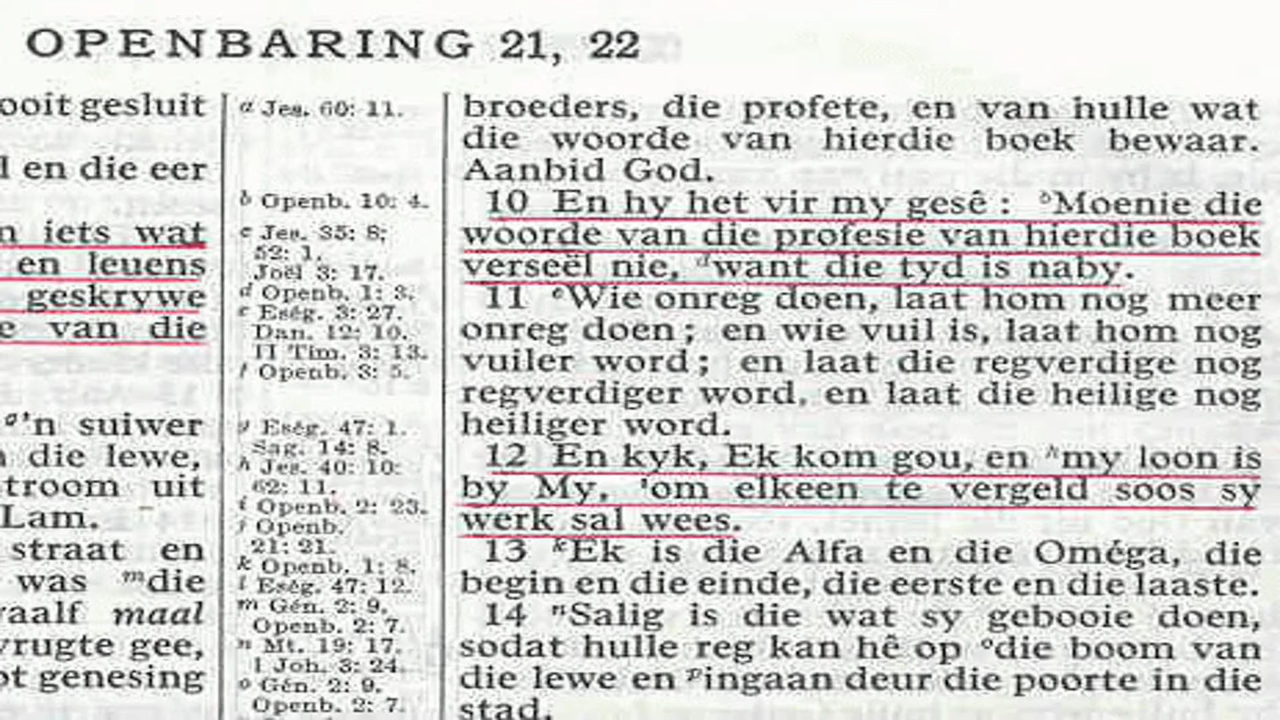 OPENBARING 21, 22
ooit gesluit
l en die eer
n iets wat
en leuens
geskrywe
e van die
g'n suiwer
die lewe,
troom uit
Lam.
straat en
was mdie
vaalf maal
vrugte gee,
ot genesing
a Jes. 60: 11.
b Openb. 10: 4.
c Jes. 35: 8;
52: 1.
Joël 3: 17.
d Openb. 1: 3.
e Eség. 3: 27.
Dan. 12: 10.
II Tim. 3: 13.
f Openb. 3: 5.
g Eség. 47: 1.
Sag. 14: 8.
h Jes. 40: 10;
62: 11.
i Openb. 2: 23.
j Openb.
21: 21.
k Openb. 1: 8.
l Eség. 47: 12.
m Gén. 2: 9.
Openb. 2: 7.
n Mt. 19: 17.
I Joh. 3: 24.
o Gén. 2: 9.
Openb. 2: 7.
broeders, die profete, en van hulle wat
die woorde van hierdie boek bewaar.
Aanbid God.
10 En hy het vir my gesê: bMoenie die
woorde van die profesie van hierdie boek
verseël nie, dwant die tyd is naby.
11 eWie onreg doen, laat hom nog meer
onreg doen; en wie vuil is, laat hom nog
vuiler word; en laat die regverdige nog
regverdiger word, en laat die heilige nog
heiliger word.
12 En kyk, Ek kom gou, en hmy loon is
by My, iom elkeen te vergeld soos sy
werk sal wees.
13 kEk is die Alfa en die Oméga, die
begin en die einde, die eerste en die laaste.
14 nSalig is die wat sy gebooie doen,
sodat hulle reg kan hê op odie boom van
die lewe en pingaan deur die poorte in die
stad.